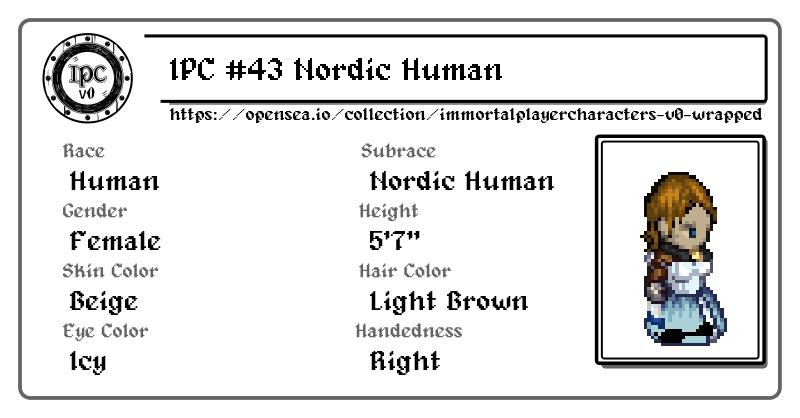 IPC v0
IPC #43 Nordic Human
https://opensea.io/collection/immortalplayercharacters-v0-wrapped
Race
Human
Subrace
Nordic Human
Gender
Female
Height
5'7"
Skin Color
Beige
Hair Color
Light Brown
Eye Color
Icy
Handedness
Right